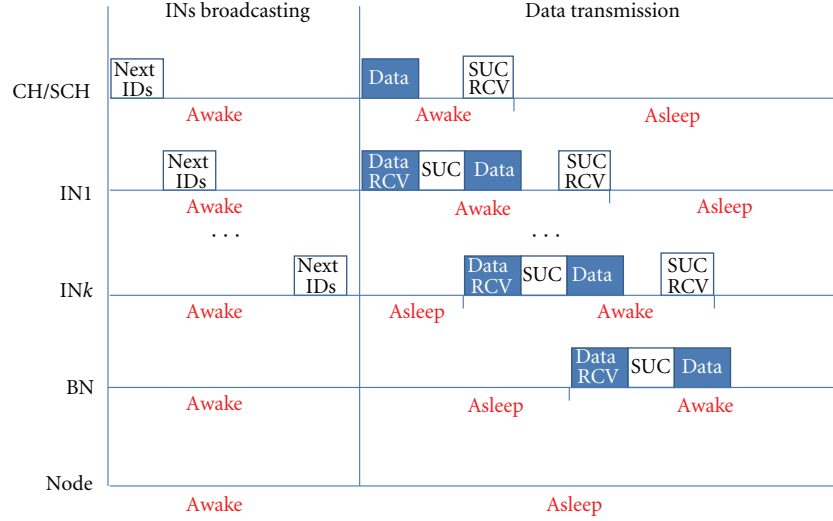 INs broadcasting
Data transmission
CH/SCH
Next
IDs
Data
SUC
RCV
Awake
Awake
Asleep
IN1
Next
IDs
Data
RCV
SUC
Data
SUC
RCV
Awake
Awake
Asleep
. . .
. . .
INk
Next
IDs
Data
RCV
SUC
Data
SUC
RCV
Awake
Asleep
Awake
BN
Data
RCV
SUC
Data
Awake
Asleep
Awake
Node
Awake
Asleep